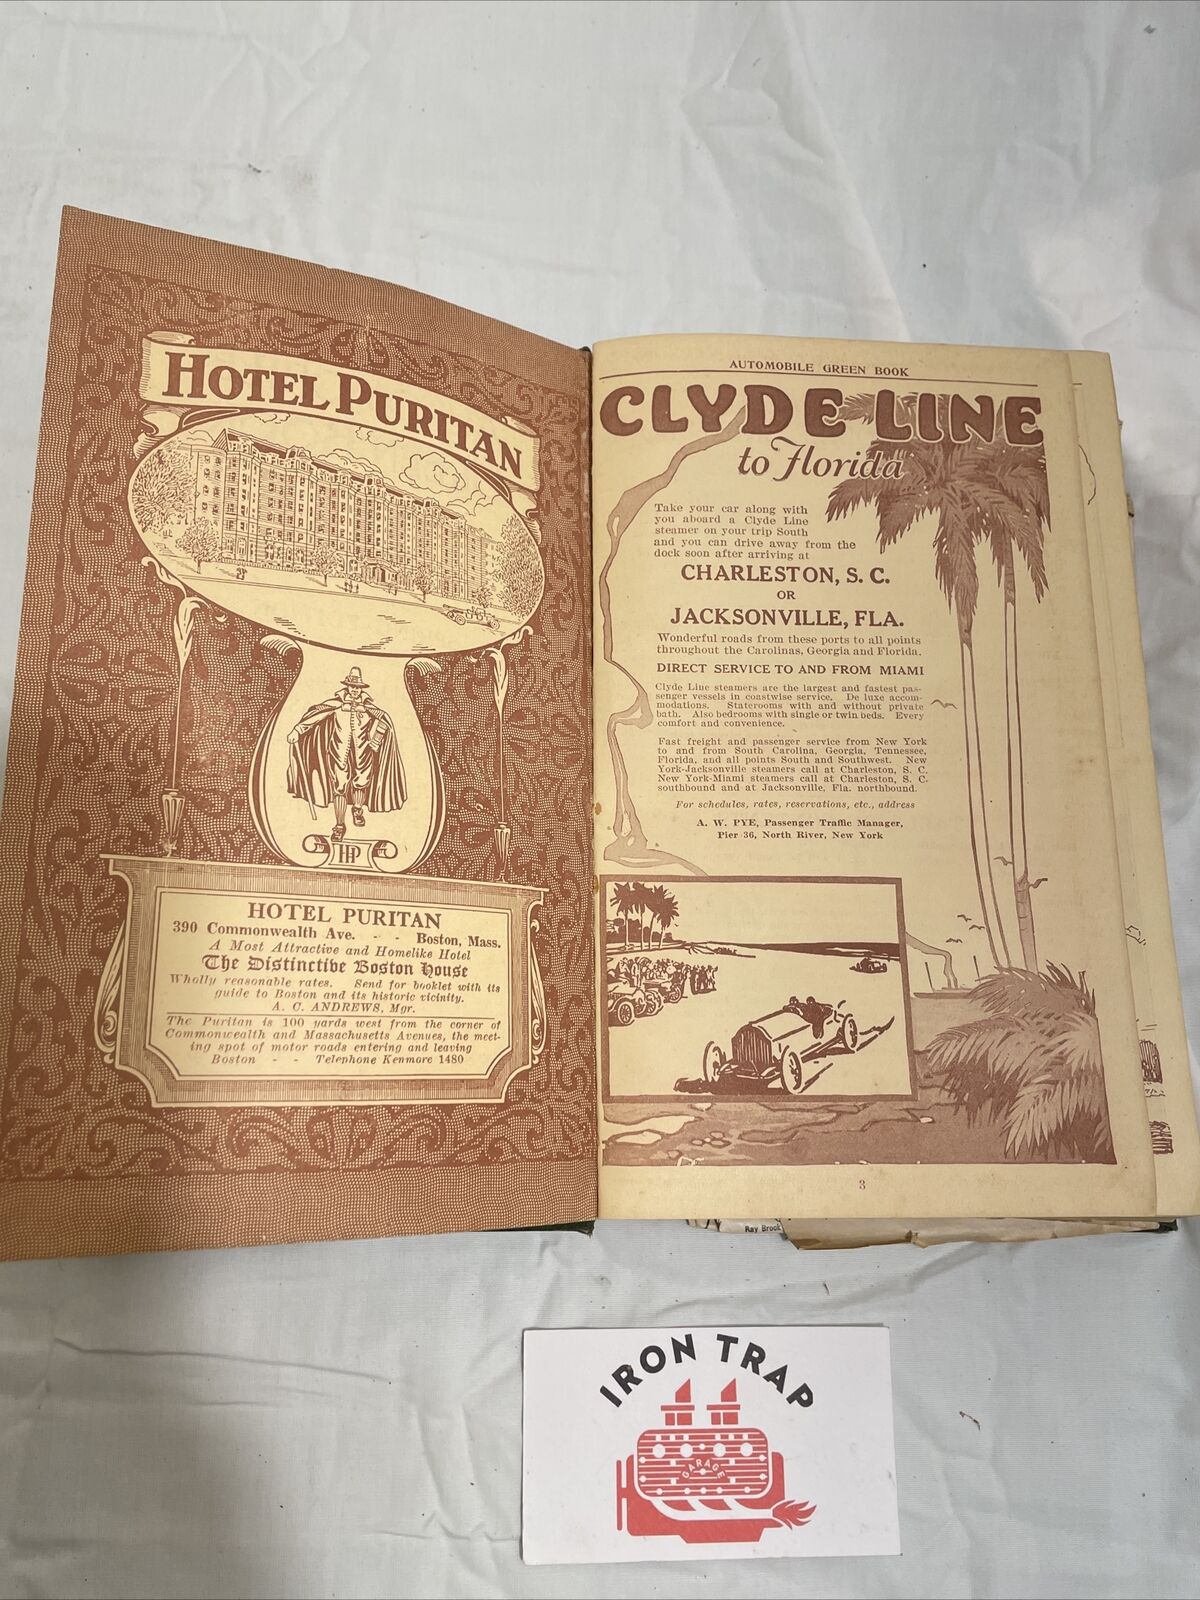 HOTEL PURITAN
HP
HOTEL PURITAN
390 Commonwealth Ave. - - Boston, Mass.
A Most Attractive and Homelike Hotel
The Distinctive Boston House
Wholly reasonable rates. Send for booklet with its
guide to Boston and its historic vicinity.
A. C. ANDREWS, Mgr.
The Puritan is 100 yards west from the corner of
Commonwealth and Massachusetts Avenues, the meet-
ing spot of motor roads entering and leaving
Boston - - Telephone Kenmore 1480
AUTOMOBILE GREEN BOOK
CLYDE LINE
to Florida
Take your car along with
you aboard a Clyde Line
steamer on your trip South
and you can drive away from the
dock soon after arriving at
CHARLESTON, S. C.
OR
JACKSONVILLE, FLA.
Wonderful roads from these ports to all points
throughout the Carolinas, Georgia and Florida.
DIRECT SERVICE TO AND FROM MIAMI
Clyde Line steamers are the largest and fastest pas-
senger vessels in coastwise service. De luxe accom-
modations. Staterooms with and without private
bath. Also bedrooms with single or twin beds. Every
comfort and convenience.
Fast freight and passenger service from New York
to and from South Carolina, Georgia, Tennessee,
Florida, and all points South and Southwest. New
York-Jacksonville steamers call at Charleston, S. C.
New York-Miami steamers call at Charleston, S. C.
southbound and at Jacksonville, Fla. northbound.
For schedules, rates, reservations, etc., address
A. W. PYE, Passenger Traffic Manager,
Pier 36, North River, New York
3
Ray Brook
IRON TRAP
GARAGE